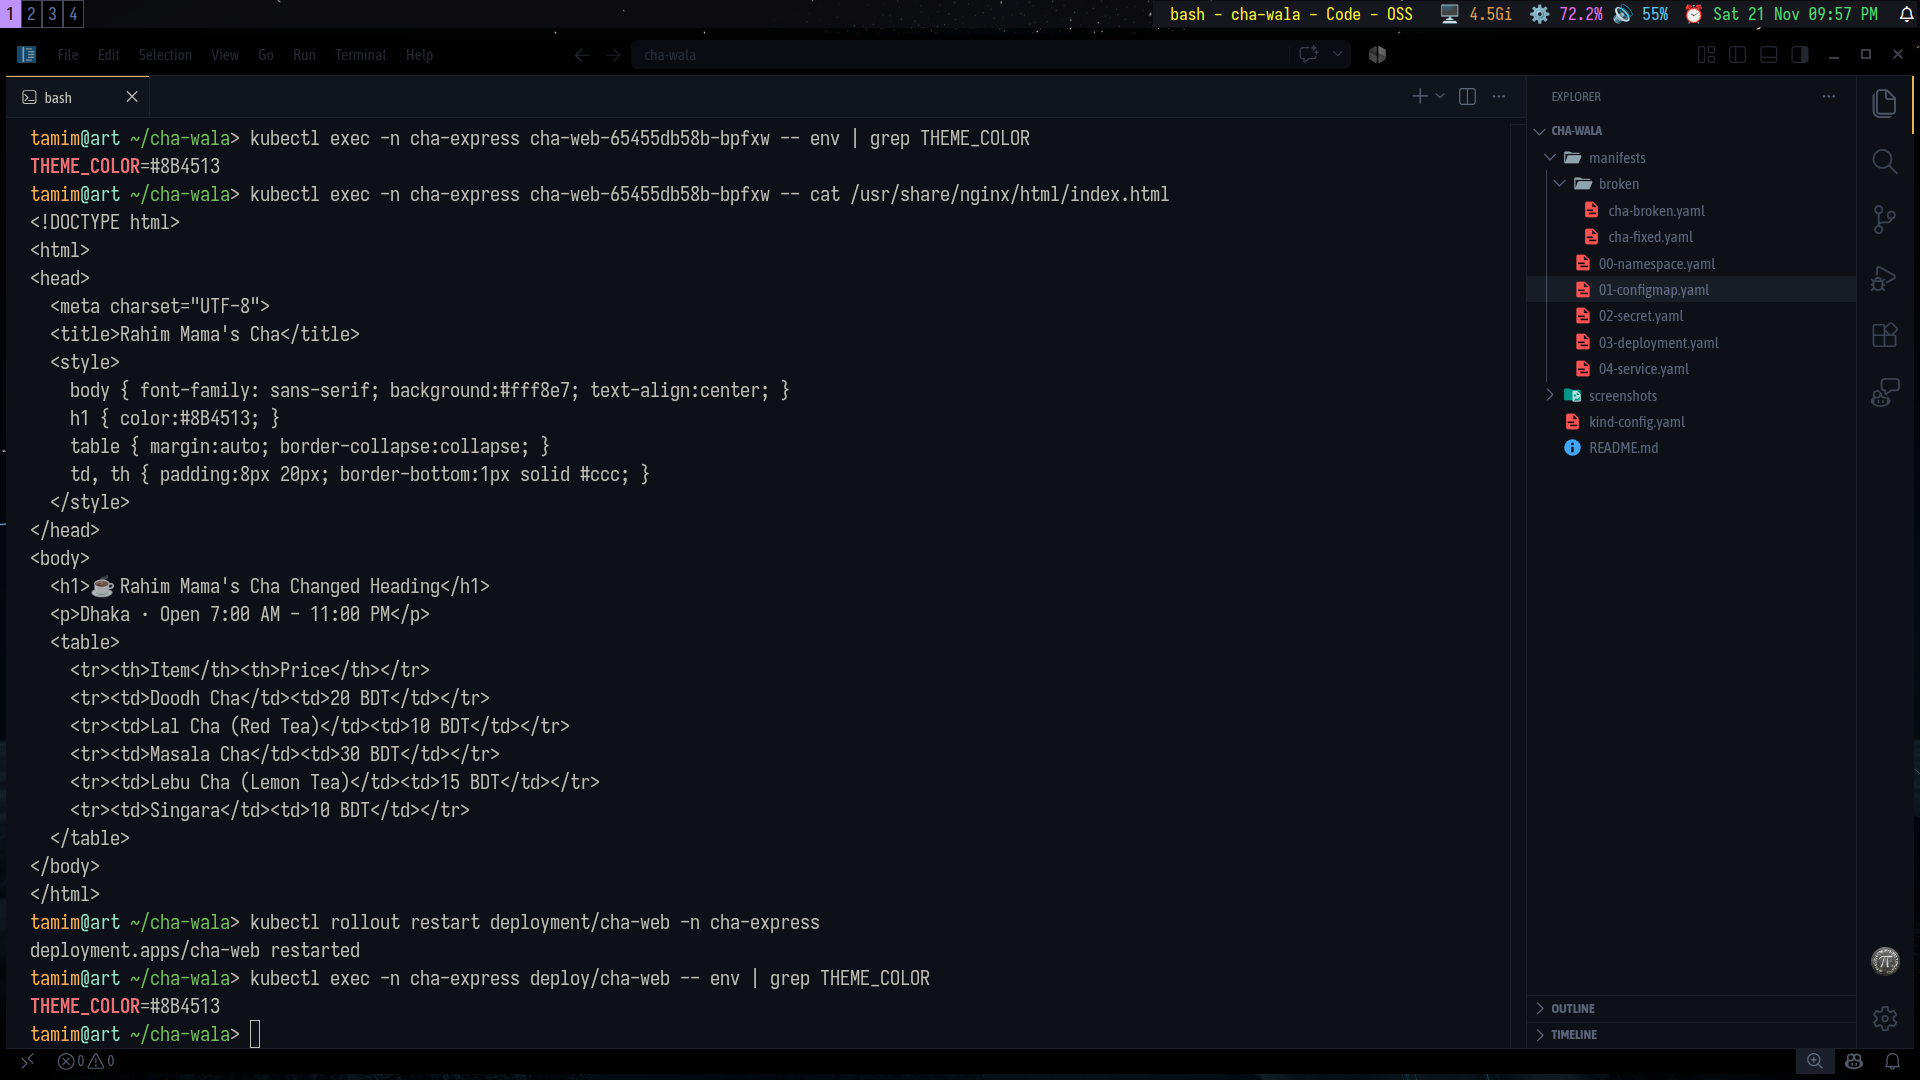 1 2 3 4
bash - cha-wala - Code - OSS 4.5Gi 72.2% 55% Sat 21 Nov 09:57 PM
File Edit Selection View Go Run Terminal Help cha-wala
bash
tamim@art ~/cha-wala> kubectl exec -n cha-express cha-web-65455db58b-bpfxw -- env | grep THEME_COLOR
THEME_COLOR=#8B4513
tamim@art ~/cha-wala> kubectl exec -n cha-express cha-web-65455db58b-bpfxw -- cat /usr/share/nginx/html/index.html
<!DOCTYPE html>
<html>
<head>
  <meta charset="UTF-8">
  <title>Rahim Mama's Cha</title>
  <style>
    body { font-family: sans-serif; background:#fff8e7; text-align:center; }
    h1 { color:#8B4513; }
    table { margin:auto; border-collapse:collapse; }
    td, th { padding:8px 20px; border-bottom:1px solid #ccc; }
  </style>
</head>
<body>
  <h1>☕ Rahim Mama's Cha Changed Heading</h1>
  <p>Dhaka · Open 7:00 AM – 11:00 PM</p>
  <table>
    <tr><th>Item</th><th>Price</th></tr>
    <tr><td>Doodh Cha</td><td>20 BDT</td></tr>
    <tr><td>Lal Cha (Red Tea)</td><td>10 BDT</td></tr>
    <tr><td>Masala Cha</td><td>30 BDT</td></tr>
    <tr><td>Lebu Cha (Lemon Tea)</td><td>15 BDT</td></tr>
    <tr><td>Singara</td><td>10 BDT</td></tr>
  </table>
</body>
</html>
tamim@art ~/cha-wala> kubectl rollout restart deployment/cha-web -n cha-express
deployment.apps/cha-web restarted
tamim@art ~/cha-wala> kubectl exec -n cha-express deploy/cha-web -- env | grep THEME_COLOR
THEME_COLOR=#8B4513
tamim@art ~/cha-wala>
EXPLORER
CHA-WALA
manifests
broken
cha-broken.yaml
cha-fixed.yaml
00-namespace.yaml
01-configmap.yaml
02-secret.yaml
03-deployment.yaml
04-service.yaml
screenshots
kind-config.yaml
README.md
OUTLINE
TIMELINE
0 0